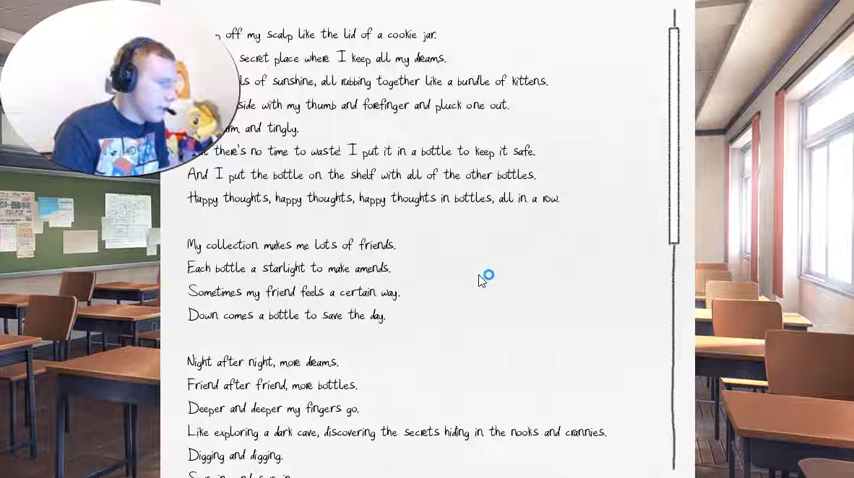 off my scalp like the lid of a cookie jar.
secret place where I keep all my dreams.
of sunshine, all rubbing together like a bundle of kittens.
side with my thumb and forefinger and pluck one out.
and tingly.
there's no time to waste! I put it in a bottle to keep it safe.
And I put the bottle on the shelf with all of the other bottles.
Happy thoughts, happy thoughts, happy thoughts in bottles, all in a row.
My collection makes me lots of friends.
Each bottle a starlight to make amends.
Sometimes my friend feels a certain way.
Down comes a bottle to save the day.
Night after night, more dreams.
Friend after friend, more bottles.
Deeper and deeper my fingers go.
Like exploring a dark cave, discovering the secrets hiding in the nooks and crannies.
Digging and digging.